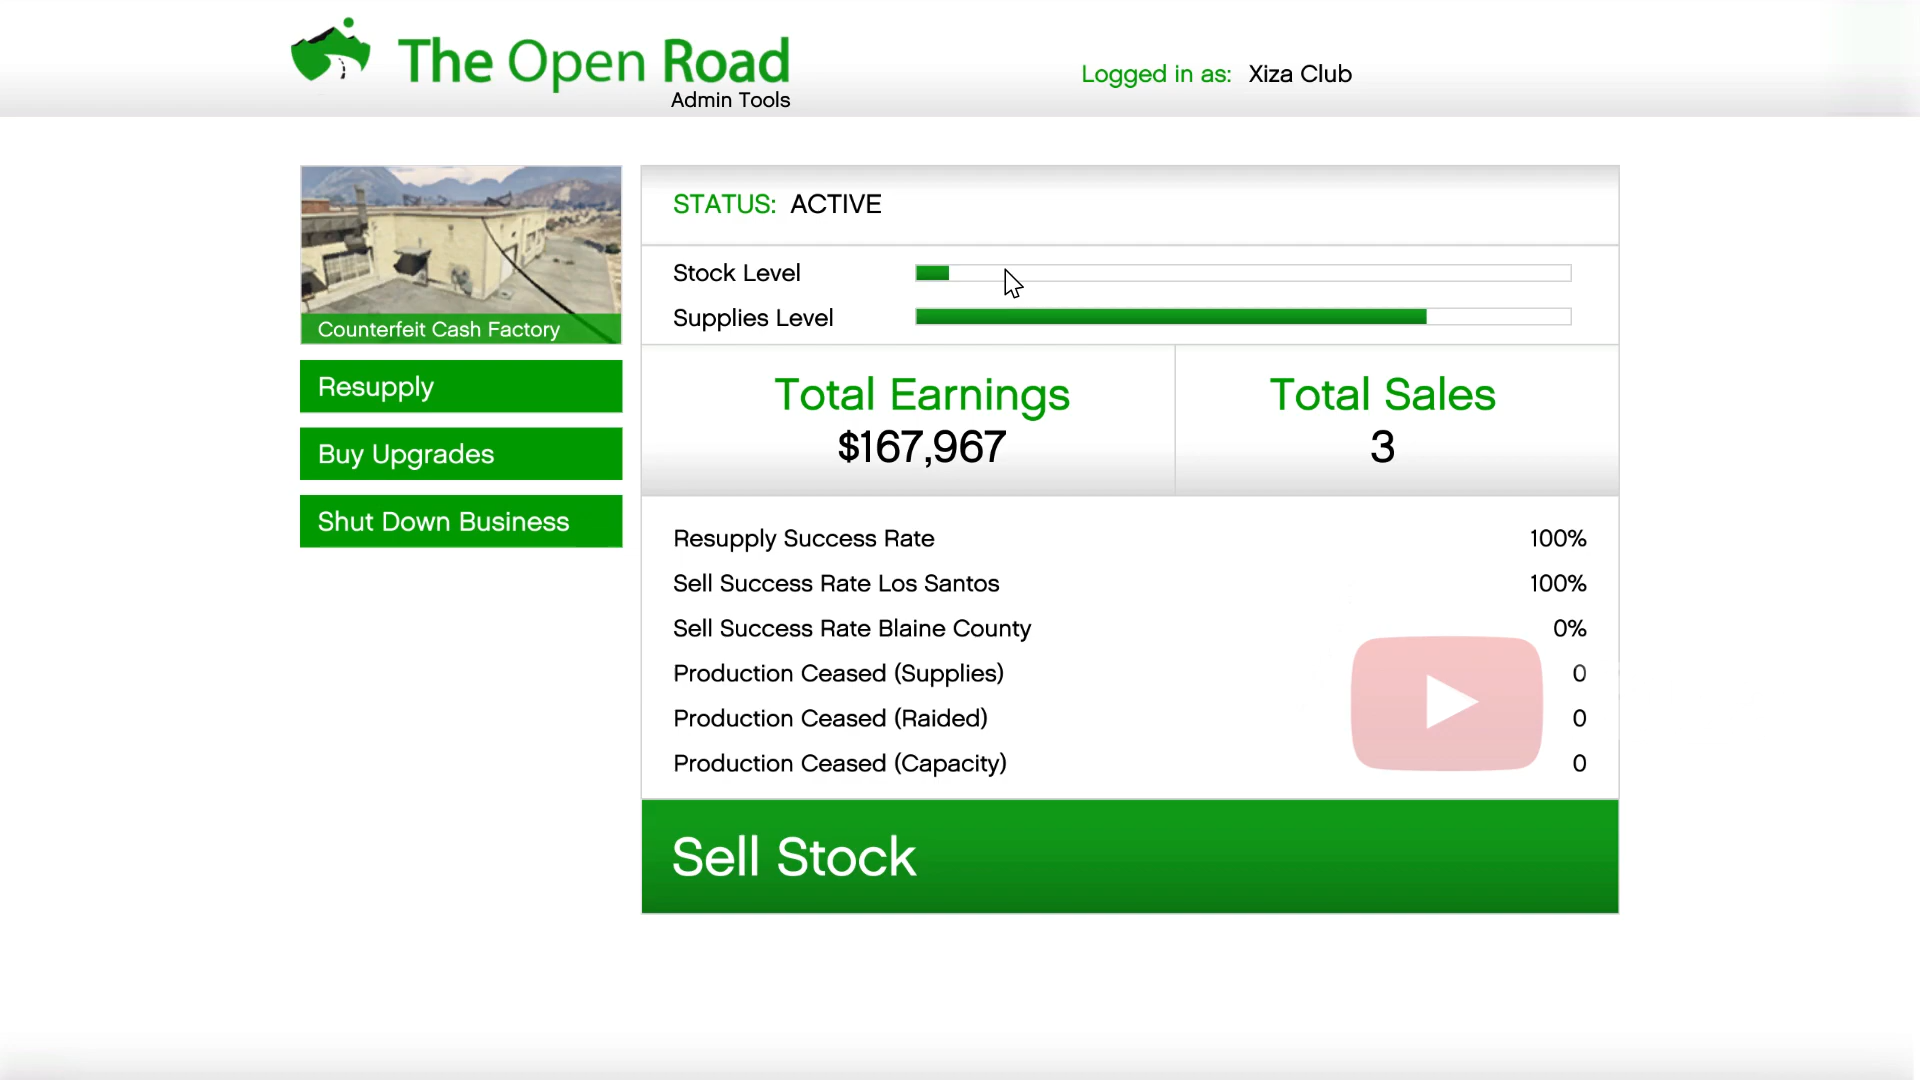 The Open Road
Admin Tools
Logged in as: Xiza Club
Counterfeit Cash Factory
Resupply
Buy Upgrades
Shut Down Business
STATUS: ACTIVE
Stock Level
Supplies Level
Total Earnings
$167,967
Total Sales
3
Resupply Success Rate 100%
Sell Success Rate Los Santos 100%
Sell Success Rate Blaine County 0%
Production Ceased (Supplies) 0
Production Ceased (Raided) 0
Production Ceased (Capacity) 0
Sell Stock